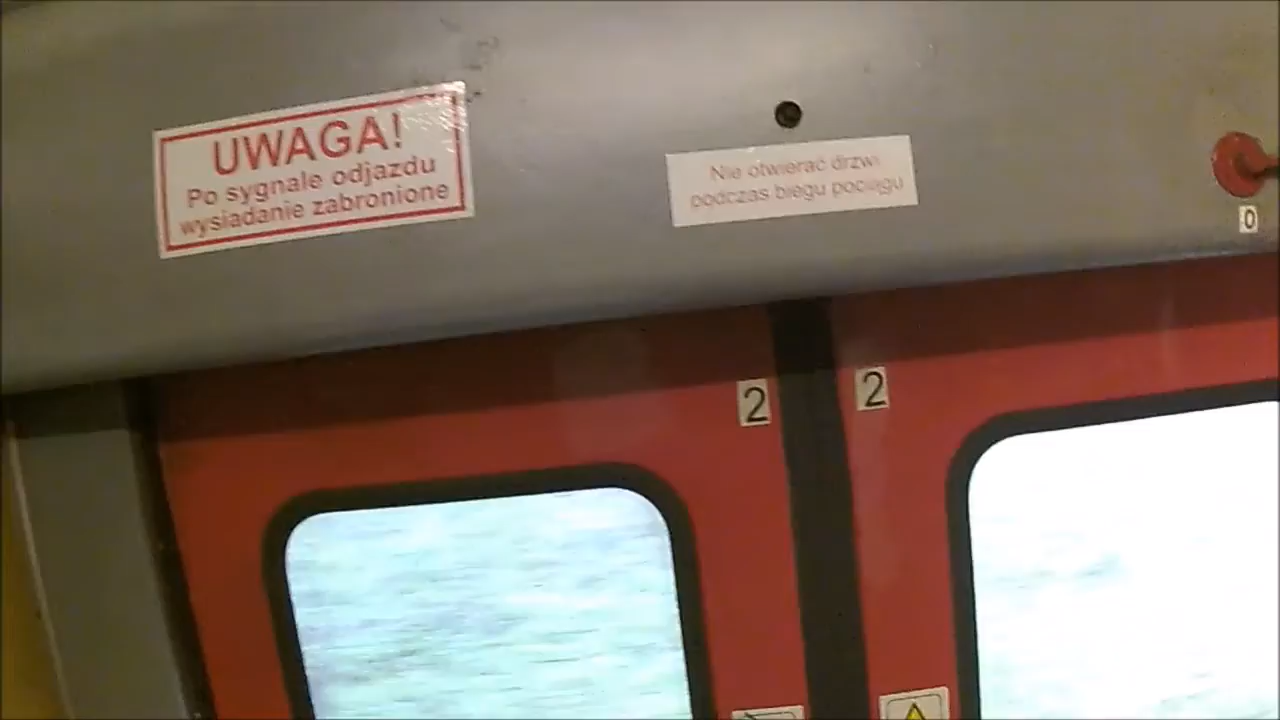 UWAGA!
Po sygnale odjazdu
wysiadanie zabronione
Nie otwierać drzwi
podczas biegu pociągu
0
2
2